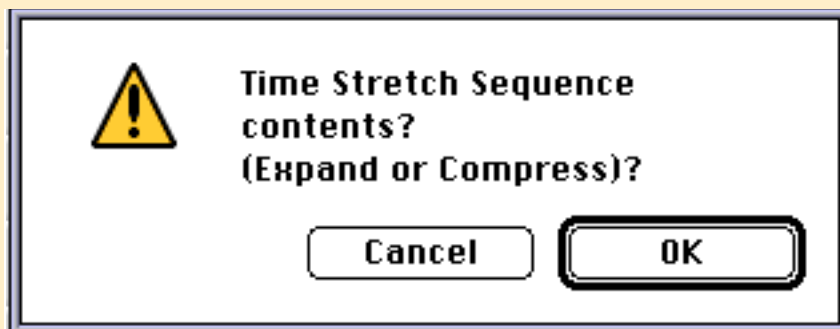 Time Stretch Sequence
contents?
(Expand or Compress)?
Cancel OK